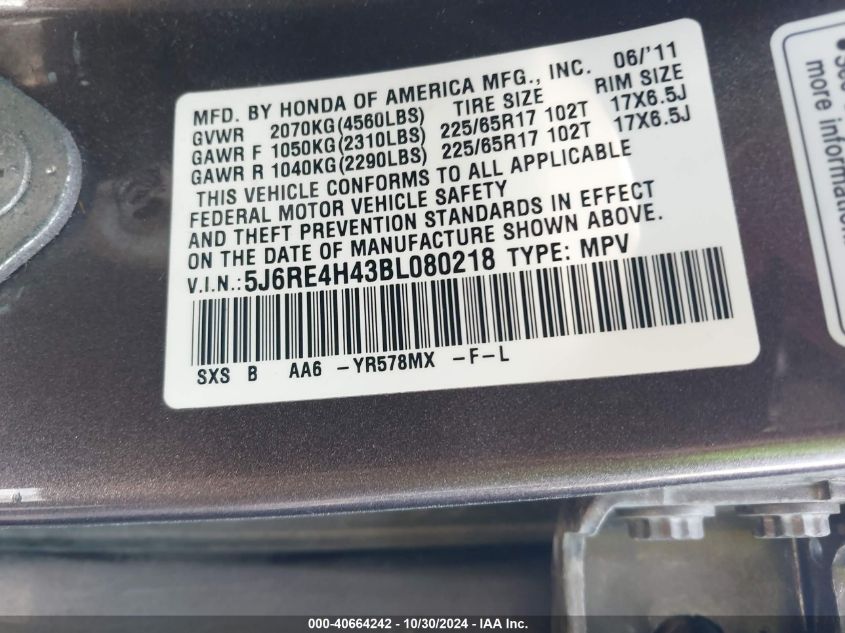 MFD. BY HONDA OF AMERICA MFG., INC. 06/'11
GVWR 2070KG(4560LBS) TIRE SIZE RIM SIZE
GAWR F 1050KG(2310LBS) 225/65R17 102T 17X6.5J
GAWR R 1040KG(2290LBS) 225/65R17 102T 17X6.5J
THIS VEHICLE CONFORMS TO ALL APPLICABLE
FEDERAL MOTOR VEHICLE SAFETY
AND THEFT PREVENTION STANDARDS IN EFFECT
ON THE DATE OF MANUFACTURE SHOWN ABOVE.
V.I.N.: 5J6RE4H43BL080218 TYPE: MPV
SXS B AA6 -YR578MX -F-L
See
more information
000-40664242 - 10/30/2024 - IAA Inc.